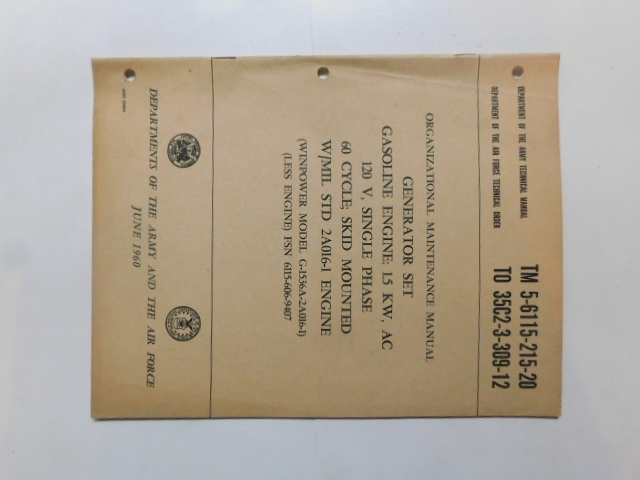 DEPARTMENT OF THE ARMY TECHNICAL MANUAL
DEPARTMENT OF THE AIR FORCE TECHNICAL ORDER
TM 5-6115-215-20
TO 35C2-3-309-12
ORGANIZATIONAL MAINTENANCE MANUAL
GENERATOR SET
GASOLINE ENGINE: 1.5 KW, AC
120 V, SINGLE PHASE
60 CYCLE; SKID MOUNTED
W/MIL STD 2A016-1 ENGINE
(WINPOWER MODEL G-1536A-2A016-1)
(LESS ENGINE) FSN 6115-606-9407
DEPARTMENTS OF THE ARMY AND THE AIR FORCE
JUNE 1960